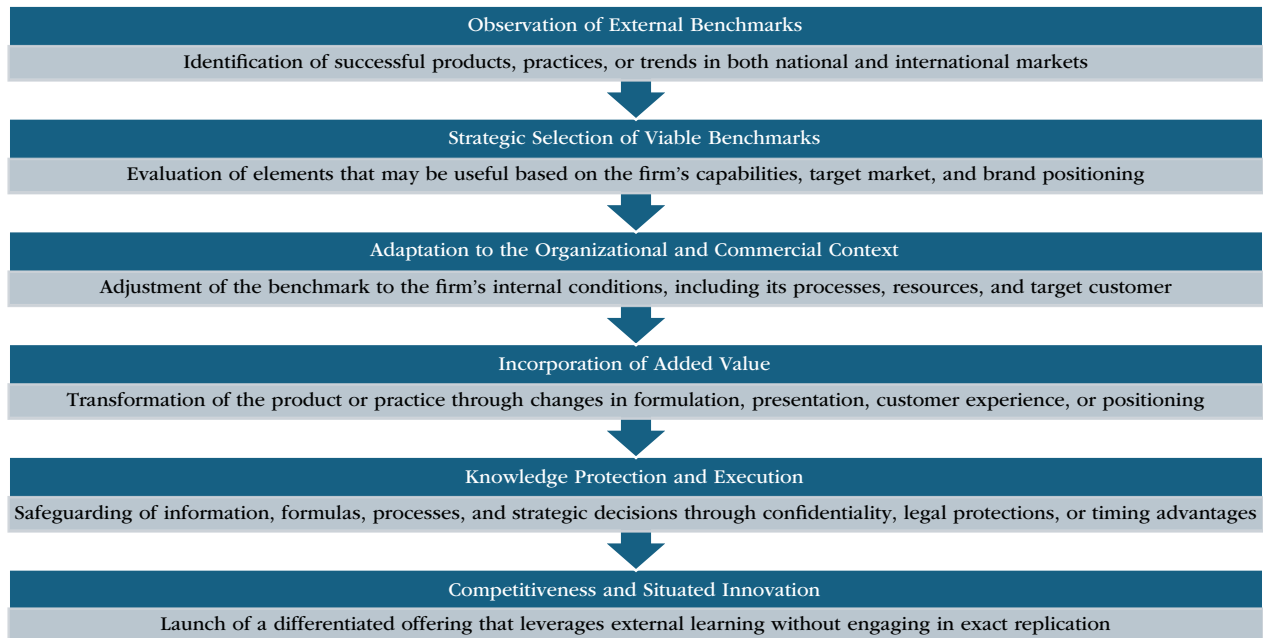 Observation of External Benchmarks
Identification of successful products, practices, or trends in both national and international markets
Strategic Selection of Viable Benchmarks
Evaluation of elements that may be useful based on the firm’s capabilities, target market, and brand positioning
Adaptation to the Organizational and Commercial Context
Adjustment of the benchmark to the firm’s internal conditions, including its processes, resources, and target customer
Incorporation of Added Value
Transformation of the product or practice through changes in formulation, presentation, customer experience, or positioning
Knowledge Protection and Execution
Safeguarding of information, formulas, processes, and strategic decisions through confidentiality, legal protections, or timing advantages
Competitiveness and Situated Innovation
Launch of a differentiated offering that leverages external learning without engaging in exact replication